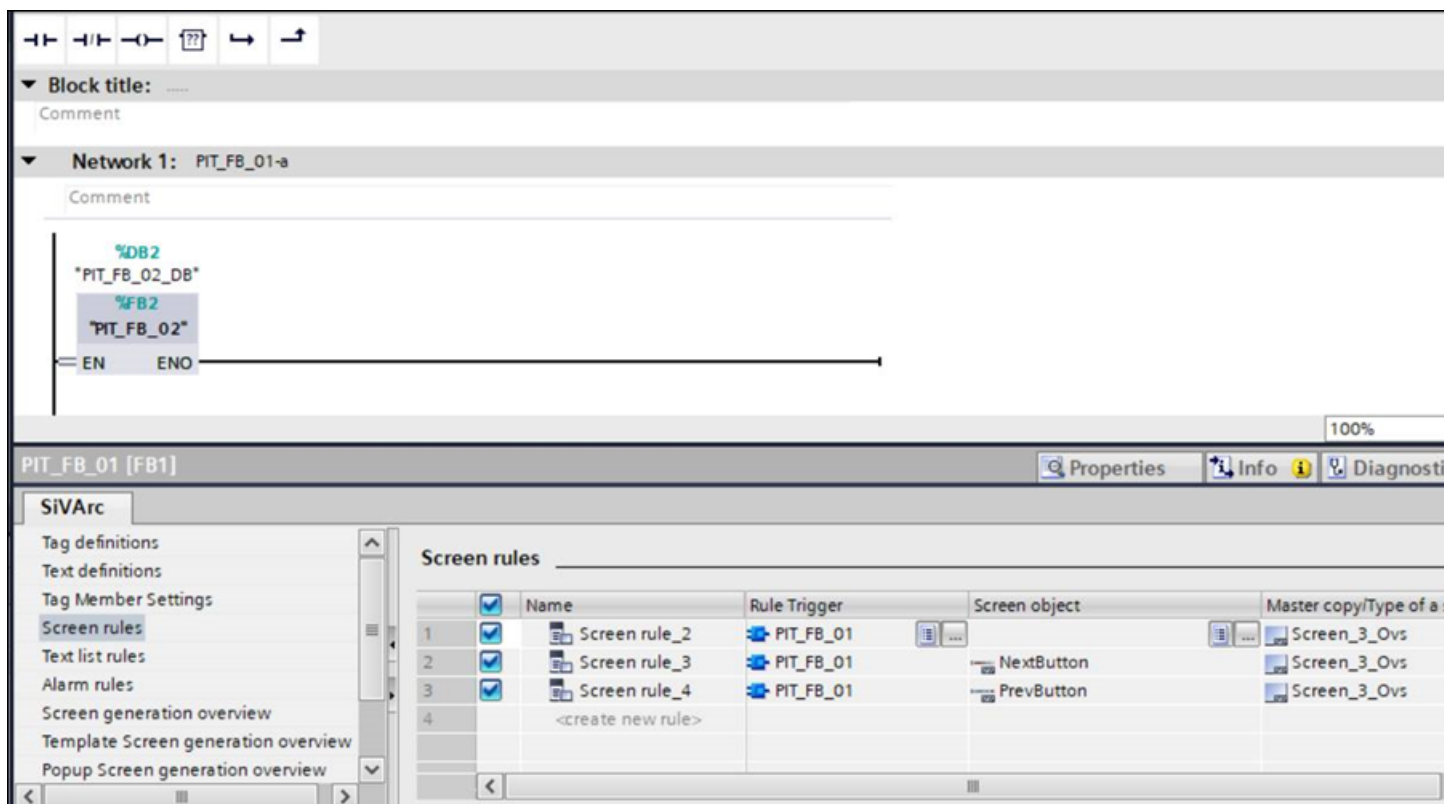 ??
Block title: .....
Comment
Network 1: PIT_FB_01-a
Comment
%DB2
"PIT_FB_02_DB"
%FB2
"PIT_FB_02"
EN ENO
100%
PIT_FB_01 [FB1]
Properties Info Diagnosti
SiVArc
Tag definitions
Text definitions
Tag Member Settings
Screen rules
Text list rules
Alarm rules
Screen generation overview
Template Screen generation overview
Popup Screen generation overview
Screen rules
Name Rule Trigger Screen object Master copy/Type of a s
1 Screen rule_2 PIT_FB_01 ... ... Screen_3_Ovs
2 Screen rule_3 PIT_FB_01 NextButton Screen_3_Ovs
3 Screen rule_4 PIT_FB_01 PrevButton Screen_3_Ovs
4 <create new rule>